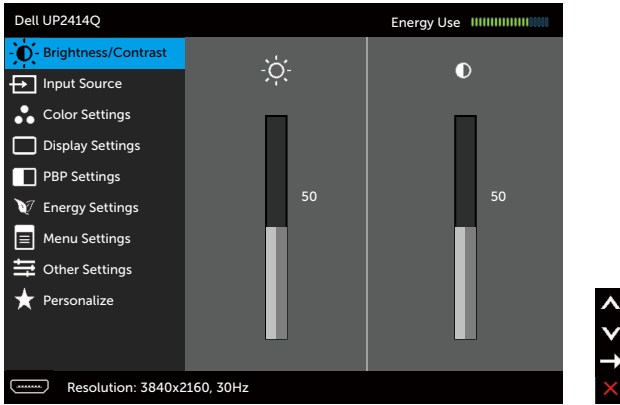 Dell UP2414Q
Energy Use
Brightness/Contrast
Input Source
Color Settings
Display Settings
PBP Settings
Energy Settings
Menu Settings
Other Settings
Personalize
50
50
Resolution: 3840x2160, 30Hz